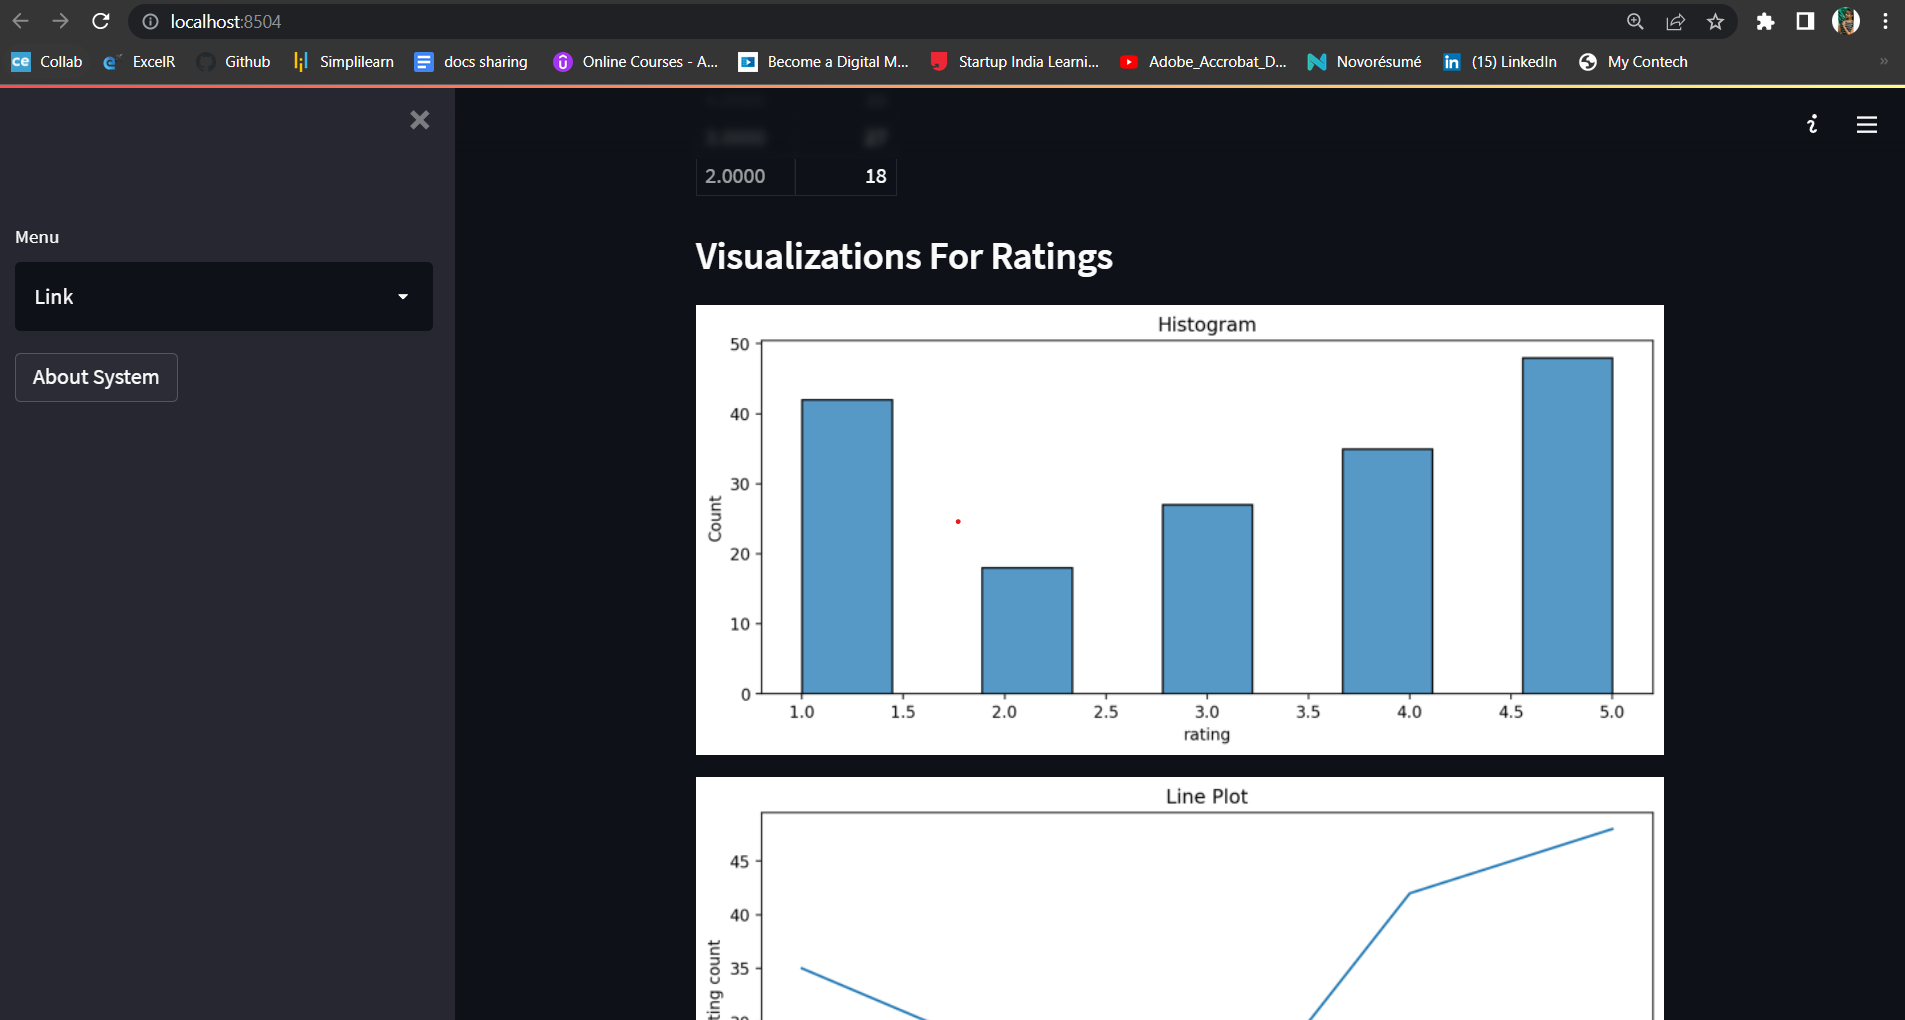 localhost:8504
Collab ExcelR Github Simplilearn docs sharing Online Courses - A... Become a Digital M... Startup India Learni... Adobe_Accrobat_D... Novorésumé (15) LinkedIn My Contech »
27
2.0000 18
Menu
Link
About System
Visualizations For Ratings
Histogram
50
40
30
20
10
0
Count
1.0 1.5 2.0 2.5 3.0 3.5 4.0 4.5 5.0
rating
Line Plot
45
40
35
count